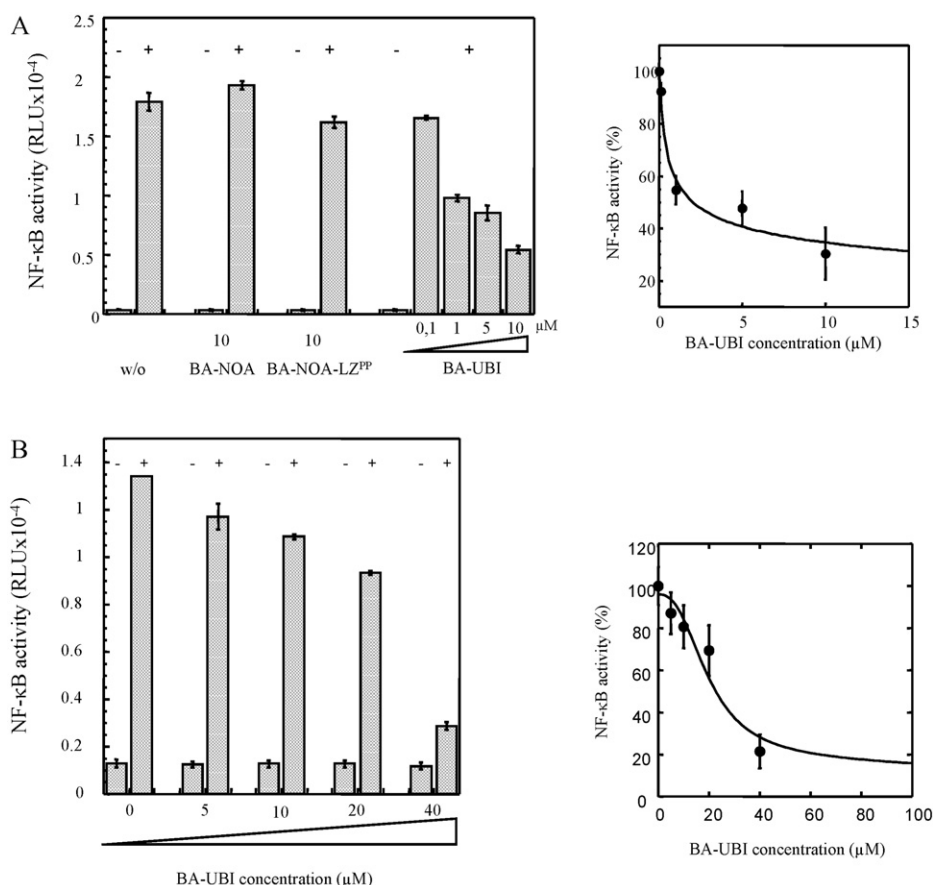 A
2.5
2
1.5
1
0.5
0
NF-κB activity (RLUx10-4)
- + - + - + - +
10 10 0,1 1 5 10 µM
w/o BA-NOA BA-NOA-LZPP BA-UBI
100
80
60
40
20
NF-κB activity (%)
0 5 10 15
BA-UBI concentration (µM)
B
1.4
1
1
0.8
0.6
0.4
0.2
0
NF-κB activity (RLUx10-4)
- + - + - + - + - +
0 5 10 20 40
BA-UBI concentration (µM)
120
100
80
60
40
20
0
NF-κB activity (%)
0 20 40 60 80 100
BA-UBI concentration (µM)